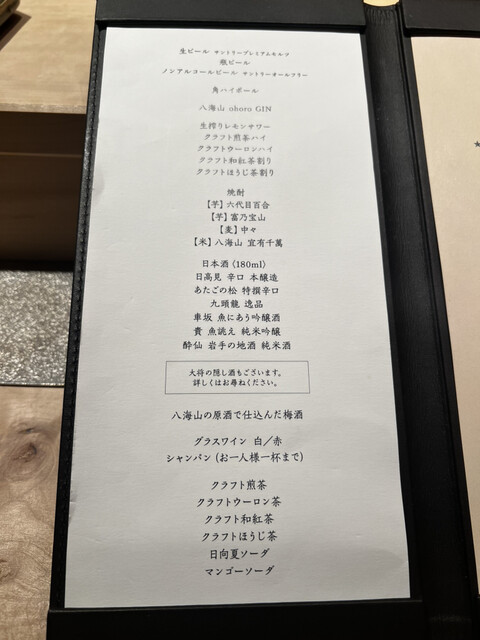 生ビール サントリープレミアムモルツ
瓶ビール
ノンアルコールビール サントリーオールフリー
角ハイボール
八海山 ohoro GIN
生搾りレモンサワー
クラフト煎茶ハイ
クラフトウーロンハイ
クラフト和紅茶割り
クラフトほうじ茶割り
焼酎
【芋】六代目百合
【芋】富乃宝山
【麦】中々
【米】八海山 宜有千萬
日本酒〈180ml〉
日高見 辛口 本醸造
あたごの松 特撰辛口
九頭龍 逸品
車坂 魚にあう吟醸酒
貴 魚誂え 純米吟醸
酔仙 岩手の地酒 純米酒
大将の隠し酒もございます。
詳しくはお尋ねください。
八海山の原酒で仕込んだ梅酒
グラスワイン 白／赤
シャンパン（お一人様一杯まで）
クラフト煎茶
クラフトウーロン茶
クラフト和紅茶
クラフトほうじ茶
日向夏ソーダ
マンゴーソーダ